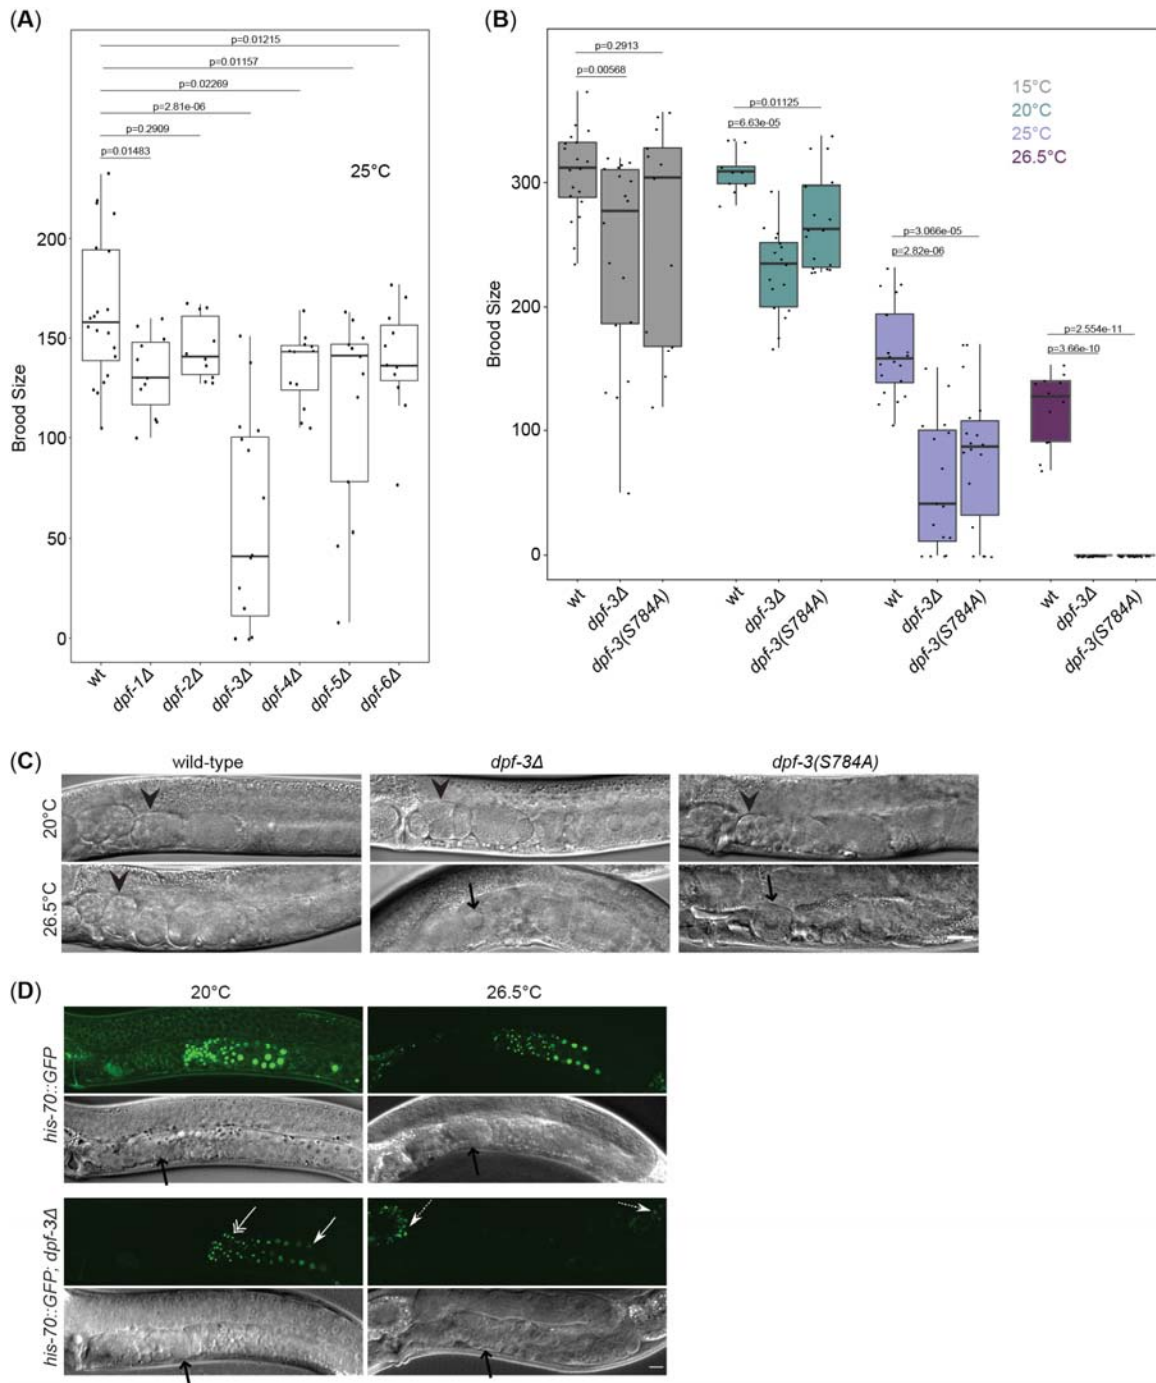 (A)
p=0.01215
p=0.01157
p=0.02269
p=2.81e-06
p=0.2909
p=0.01483
25°C
Brood Size
200
150
100
50
0
wt
dpf-1Δ
dpf-2Δ
dpf-3Δ
dpf-4Δ
dpf-5Δ
dpf-6Δ
(B)
p=0.2913
p=0.00568
p=0.01125
p=6.63e-05
p=3.066e-05
p=2.82e-06
p=2.554e-11
p=3.66e-10
15°C
20°C
25°C
26.5°C
Brood Size
300
200
100
0
wt
dpf-3Δ
dpf-3(S784A)
wt
dpf-3Δ
dpf-3(S784A)
wt
dpf-3Δ
dpf-3(S784A)
wt
dpf-3Δ
dpf-3(S784A)
(C)
wild-type
dpf-3Δ
dpf-3(S784A)
20°C
26.5°C
(D)
20°C
26.5°C
his-70::GFP
his-70::GFP; dpf-3Δ